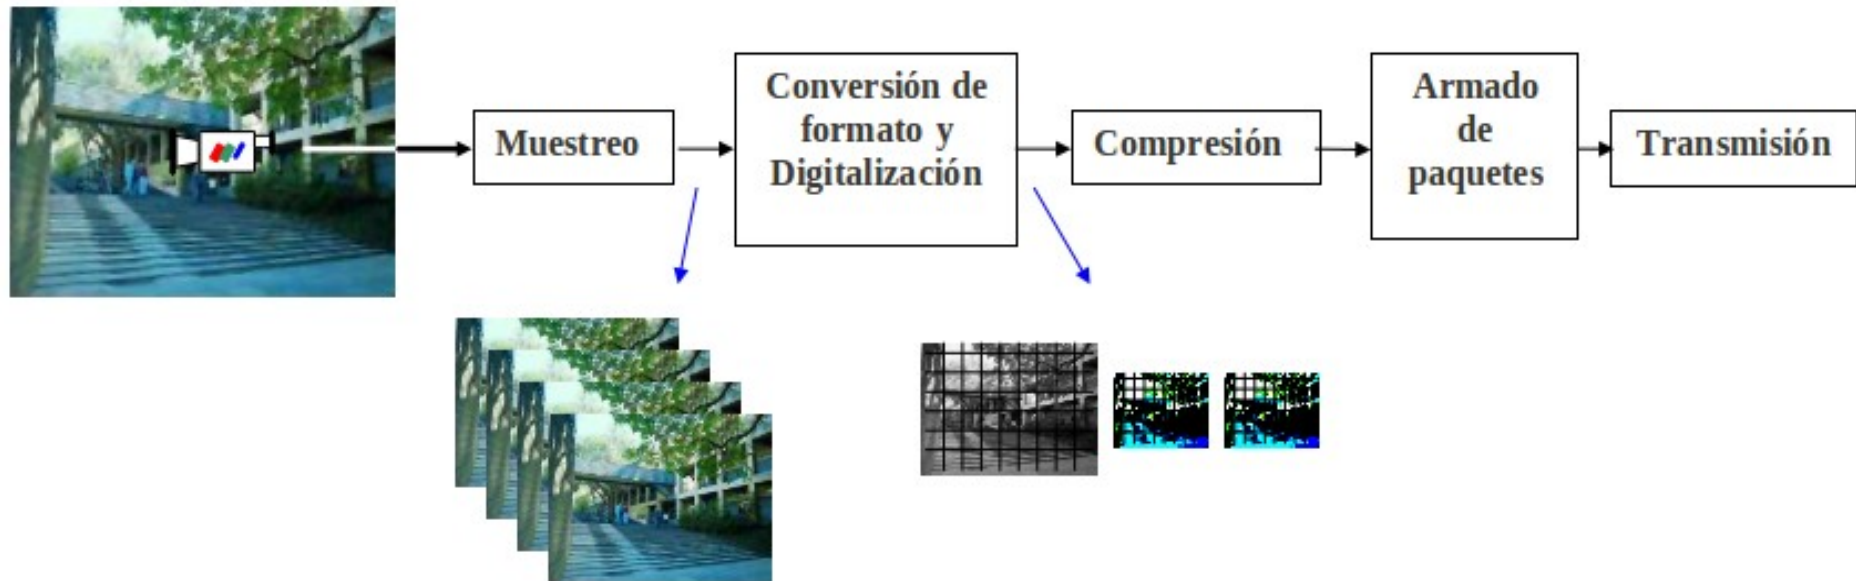 Muestreo
Conversión de
formato y
Digitalización
Compresión
Armado
de
paquetes
Transmisión